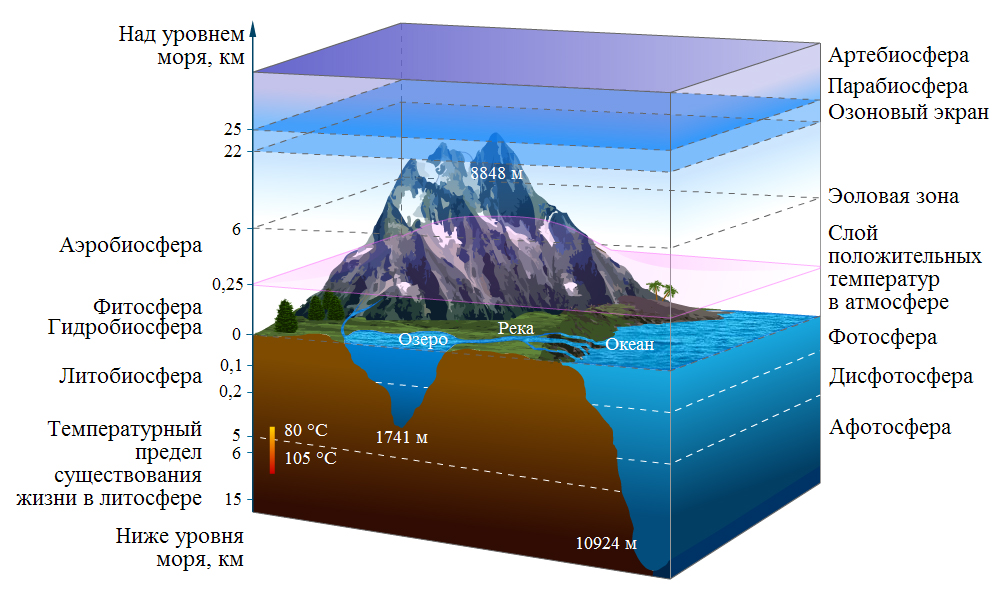 Над уровнем
моря, км
25
22
6
Аэробиосфера
0,25
Фитосфера
Гидробиосфера
0
0,1
Литобиосфера
0,2
Температурный
предел
существования
жизни в литосфере
5
6
15
Ниже уровня
моря, км
8848 м
Река
Озеро
Океан
1741 м
80 °C
105 °C
10924 м
Артебиосфера
Парабиосфера
Озоновый экран
Эоловая зона
Слой
положительных
температур
в атмосфере
Фотосфера
Дисфотосфера
Афотосфера